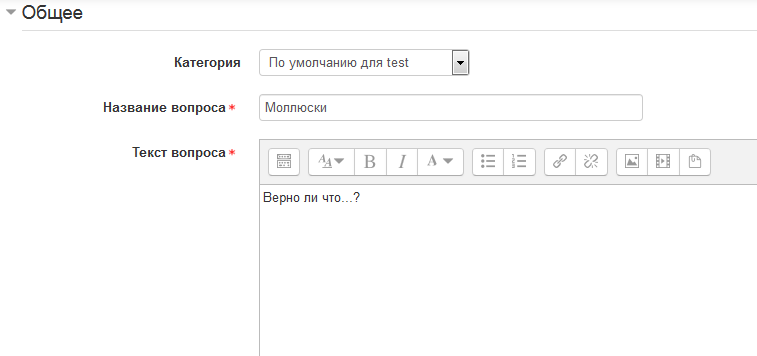 Общее
Категория По умолчанию для test
Название вопроса * Моллюски
Текст вопроса *
Верно ли что...?